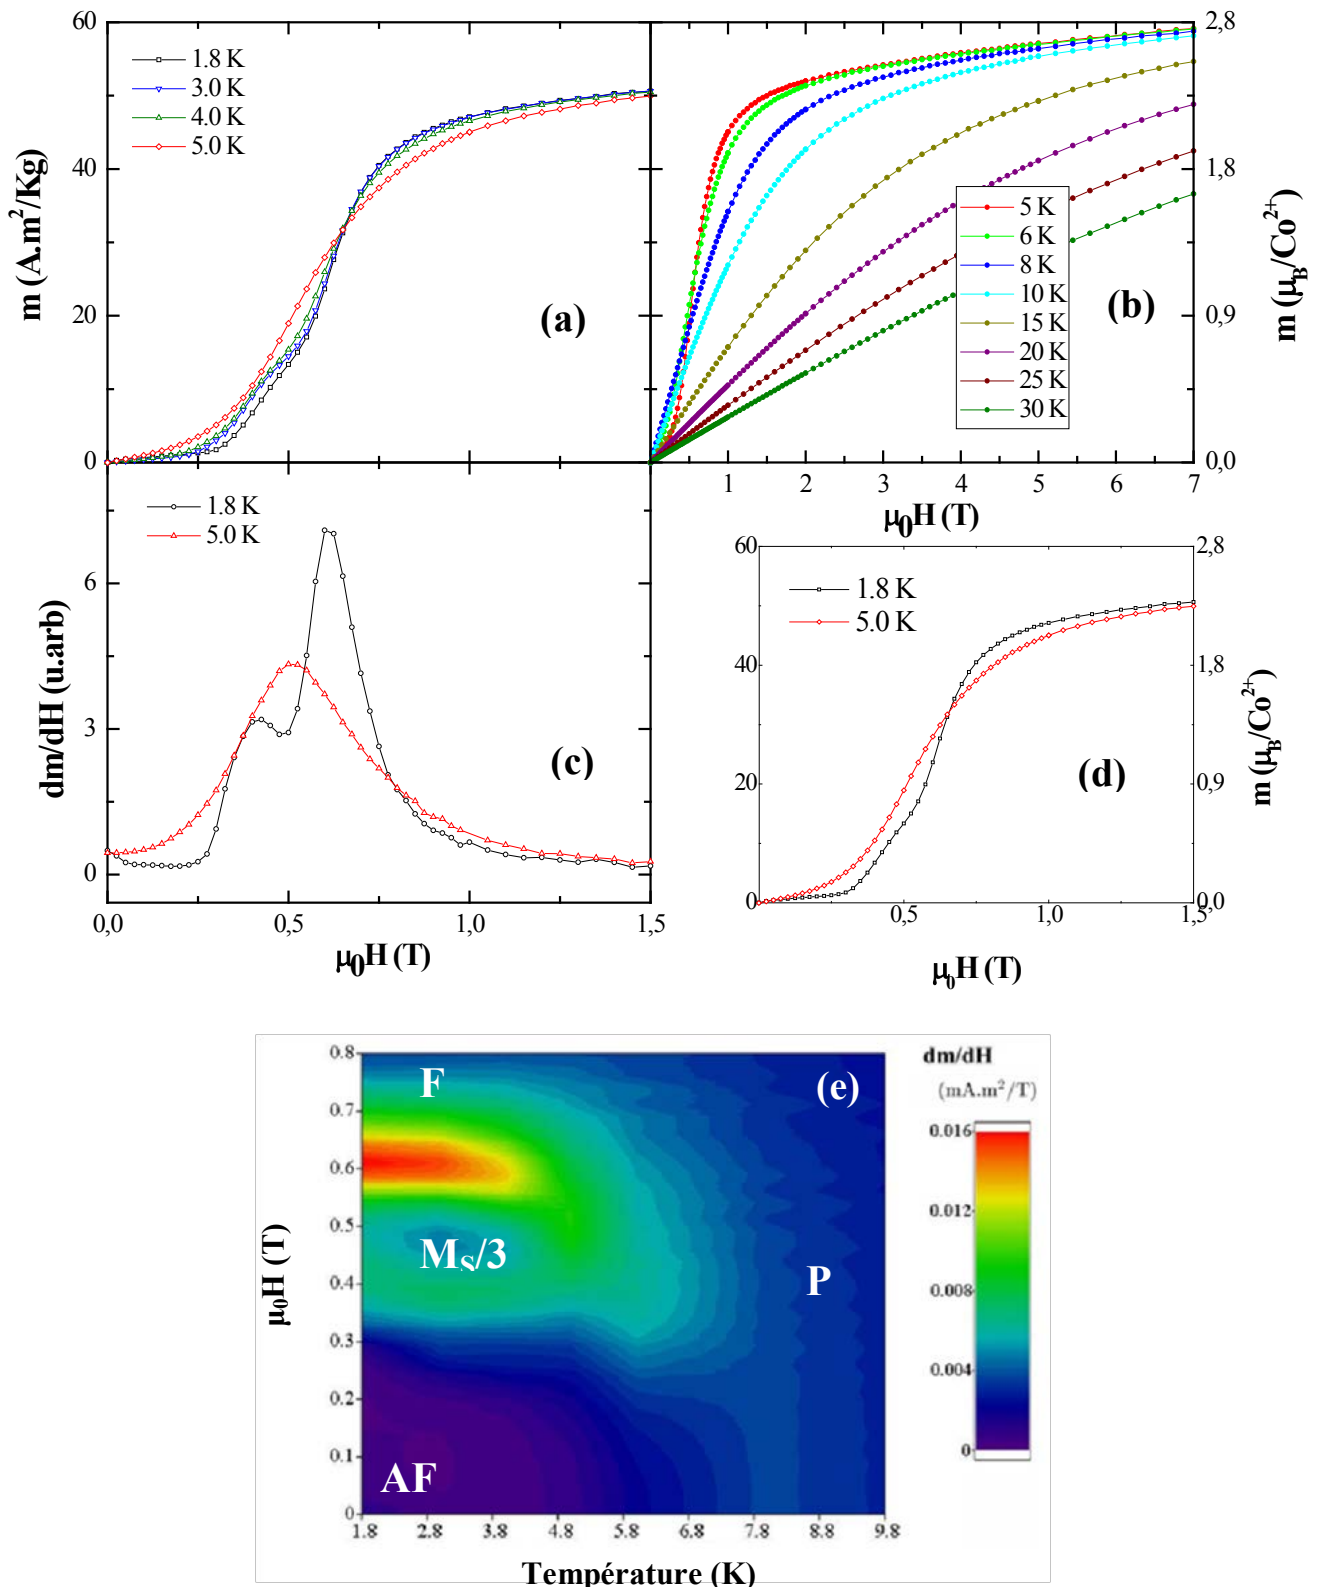 60
40
20
0
m (A.m²/Kg)
1.8 K
3.0 K
4.0 K
5.0 K
(a)
5 K
6 K
8 K
10 K
15 K
20 K
25 K
30 K
(b)
2,8
1,8
0,9
0,0
m (μB/Co²⁺)
1 2 3 4 5 6 7
μ0H (T)
6
3
0
dm/dH (u.arb)
1.8 K
5.0 K
(c)
0,0 0,5 1,0 1,5
μ0H (T)
60
40
20
0
1.8 K
5.0 K
(d)
2,8
1,8
0,9
0,0
m (μB/Co²⁺)
0,5 1,0 1,5
μ0H (T)
0.8
0.7
0.6
0.5
0.4
0.3
0.2
0.1
0
μ0H (T)
F
(e)
MS/3
P
AF
1.8 2.8 3.8 4.8 5.8 6.8 7.8 8.8 9.8
Température (K)
dm/dH
(mA.m²/T)
0.016
0.012
0.008
0.004
0